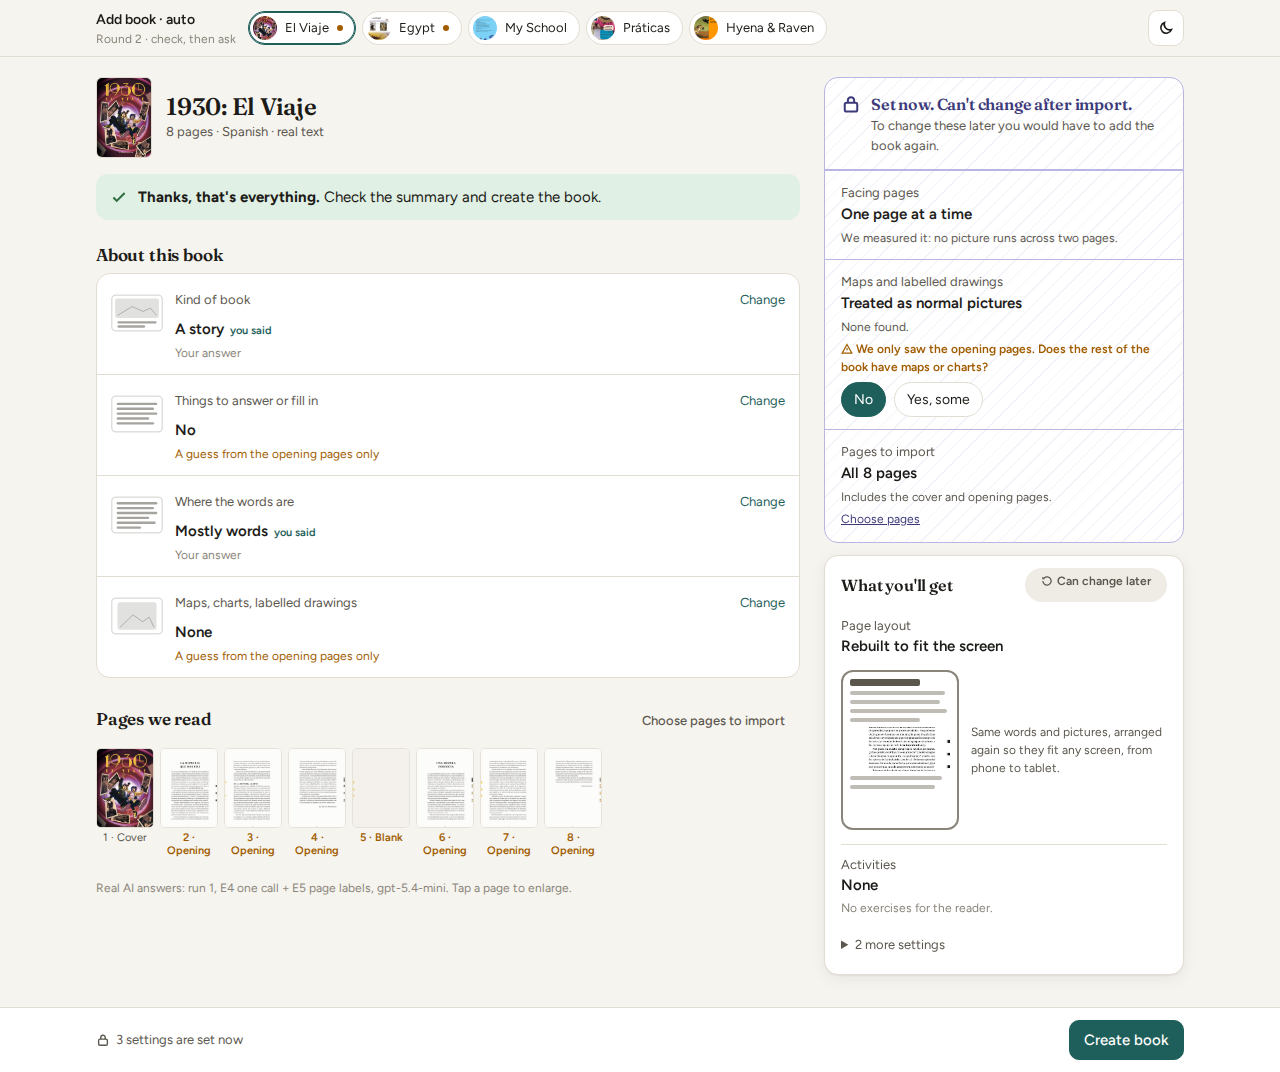 Add book · auto
Round 2 · check, then ask
El Viaje
Egypt
My School
Práticas
Hyena & Raven
1930
1930: El Viaje
8 pages · Spanish · real text
Thanks, that's everything. Check the summary and create the book.
About this book
Kind of book
Change
A story you said
Your answer
Things to answer or fill in
Change
No
A guess from the opening pages only
Where the words are
Change
Mostly words you said
Your answer
Maps, charts, labelled drawings
Change
None
A guess from the opening pages only
Pages we read
Choose pages to import
1930
1 · Cover
2 ·
Opening
3 ·
Opening
4 ·
Opening
5 · Blank
6 ·
Opening
7 ·
Opening
8 ·
Opening
Real AI answers: run 1, E4 one call + E5 page labels, gpt-5.4-mini. Tap a page to enlarge.
Set now. Can't change after import.
To change these later you would have to add the
book again.
Facing pages
One page at a time
We measured it: no picture runs across two pages.
Maps and labelled drawings
Treated as normal pictures
None found.
We only saw the opening pages. Does the rest of the
book have maps or charts?
No
Yes, some
Pages to import
All 8 pages
Includes the cover and opening pages.
Choose pages
What you'll get
Can change later
Page layout
Rebuilt to fit the screen
Same words and pictures, arranged
again so they fit any screen, from
phone to tablet.
Activities
None
No exercises for the reader.
2 more settings
3 settings are set now
Create book